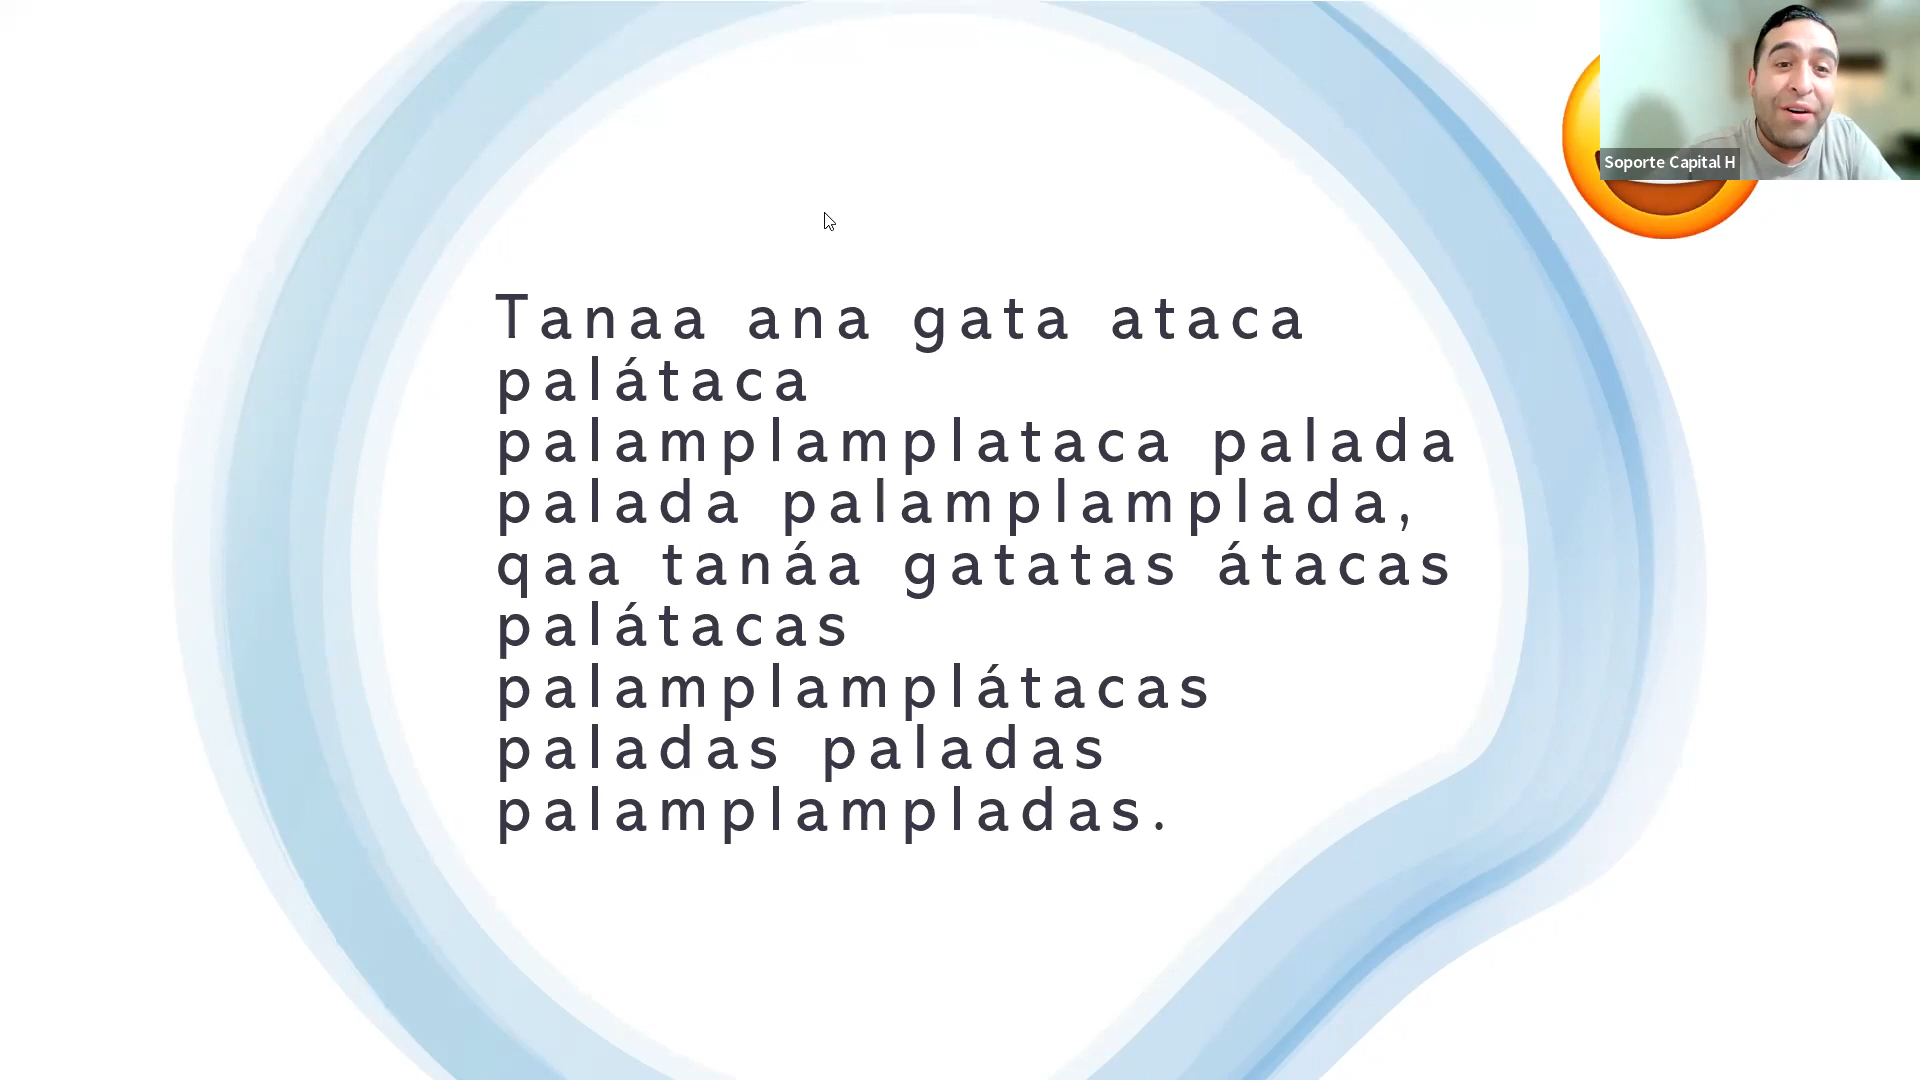 Soporte Capital H
Tanaa ana gata ataca
palátaca
palamplamplataca palada
palada palamplamplada,
qaa tanáa gatatas átacas
palátacas
palamplamplátacas
paladas paladas
palamplampladas.